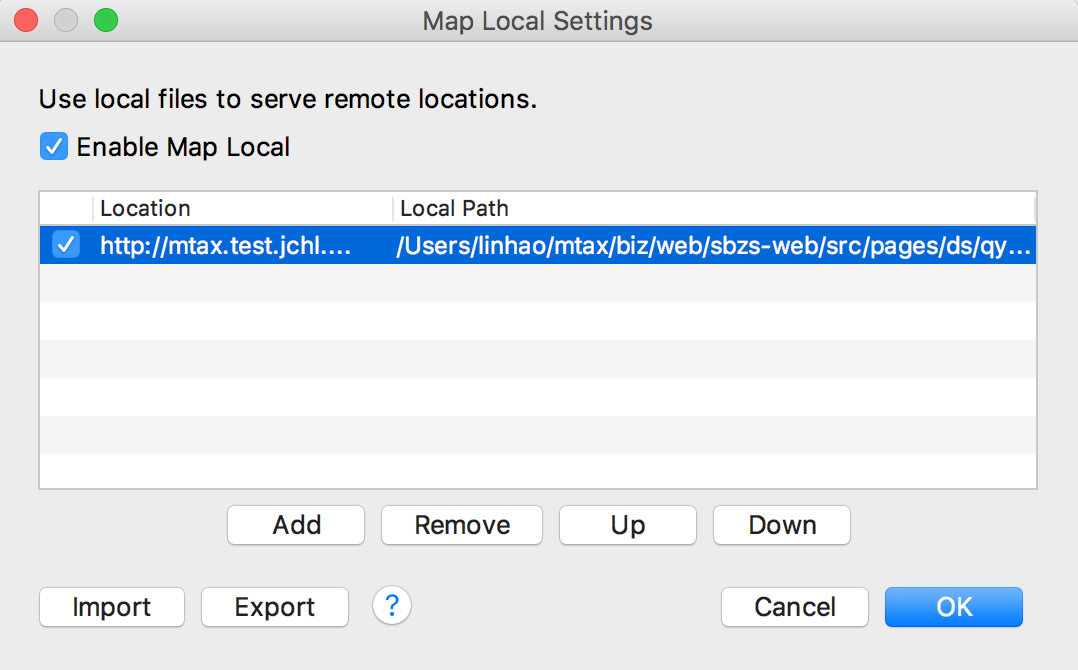 Map Local Settings
Use local files to serve remote locations.
Enable Map Local
Location Local Path
http://mtax.test.jchl.... /Users/linhao/mtax/biz/web/sbzs-web/src/pages/ds/qy...
Add Remove Up Down
Import Export ? Cancel OK